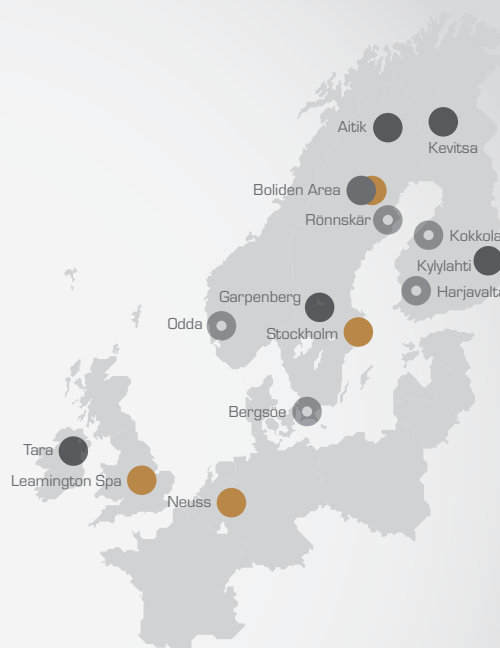 Aitik
Kevitsa
Boliden Area
Rönnskär
Kokkola
Kylylahti
Harjavalta
Garpenberg
Odda
Stockholm
Bergsöe
Tara
Leamington Spa
Neuss